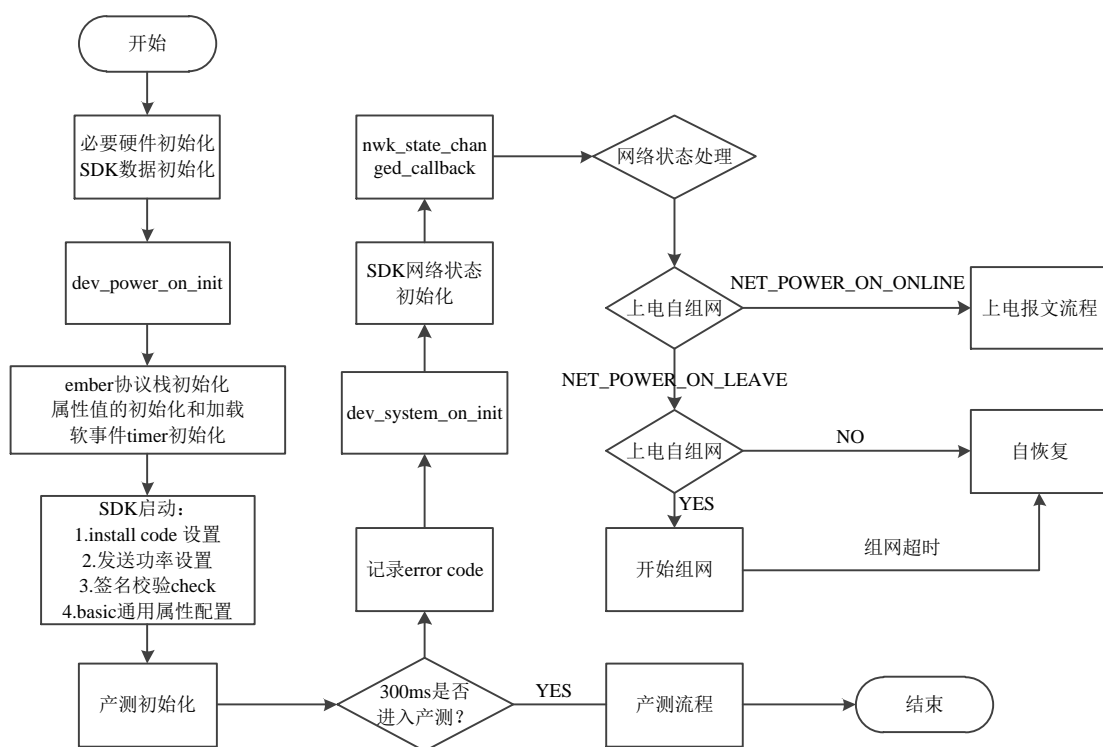 开始
必要硬件初始化
SDK数据初始化
dev_power_on_init
ember协议栈初始化
属性值的初始化和加载
软事件timer初始化
SDK启动：
1.install code 设置
2.发送功率设置
3.签名校验check
4.basic通用属性配置
产测初始化
300ms是否
进入产测？
YES
产测流程
结束
记录error code
dev_system_on_init
SDK网络状态
初始化
nwk_state_chan
ged_callback
网络状态处理
上电自组网
NET_POWER_ON_ONLINE
上电报文流程
NET_POWER_ON_LEAVE
上电自组网
NO
自恢复
YES
开始组网
组网超时